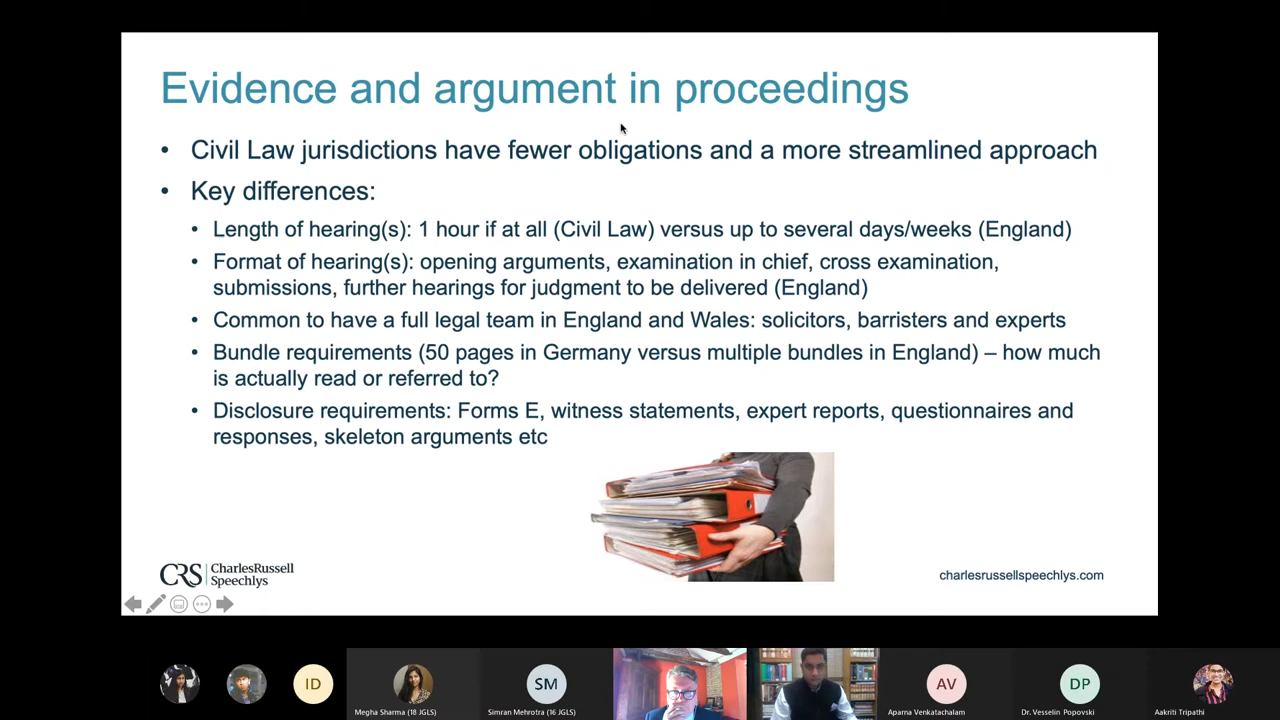 Evidence and argument in proceedings
• Civil Law jurisdictions have fewer obligations and a more streamlined approach
• Key differences:
• Length of hearing(s): 1 hour if at all (Civil Law) versus up to several days/weeks (England)
• Format of hearing(s): opening arguments, examination in chief, cross examination,
submissions, further hearings for judgment to be delivered (England)
• Common to have a full legal team in England and Wales: solicitors, barristers and experts
• Bundle requirements (50 pages in Germany versus multiple bundles in England) – how much
is actually read or referred to?
• Disclosure requirements: Forms E, witness statements, expert reports, questionnaires and
responses, skeleton arguments etc
CRS CharlesRussell
Speechlys
charlesrussellspeechlys.com
ID
SM
AV
DP
Megha Sharma (18 JGLS)
Simran Mehrotra (16 JGLS)
Aparna Venkatachalam
Dr. Vesselin Popovski
Aakriti Tripathi